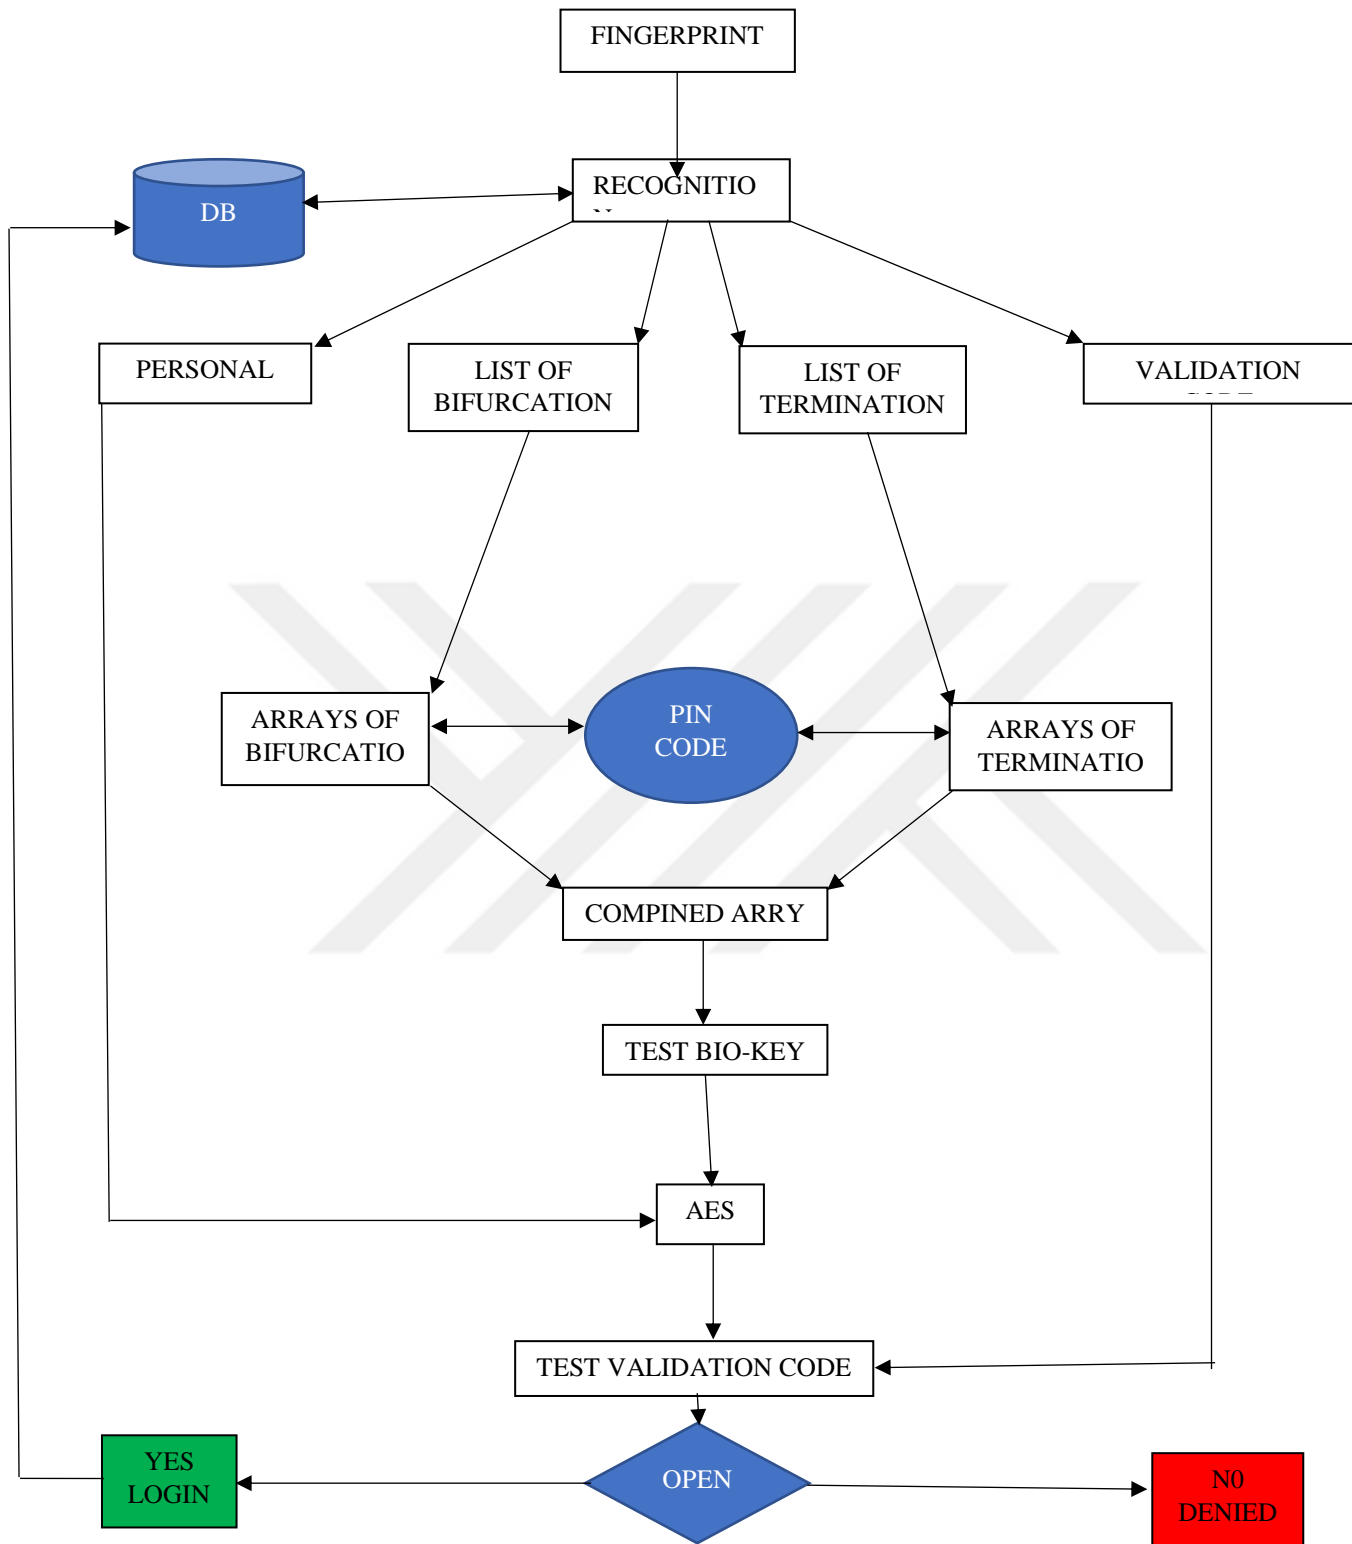 FINGERPRINT
RECOGNITIO
DB
PERSONAL
LIST OF
BIFURCATION
LIST OF
TERMINATION
VALIDATION
ARRAYS OF
BIFURCATIO
PIN
CODE
ARRAYS OF
TERMINATIO
COMPINED ARRY
TEST BIO-KEY
AES
TEST VALIDATION CODE
YES
LOGIN
OPEN
N0
DENIED